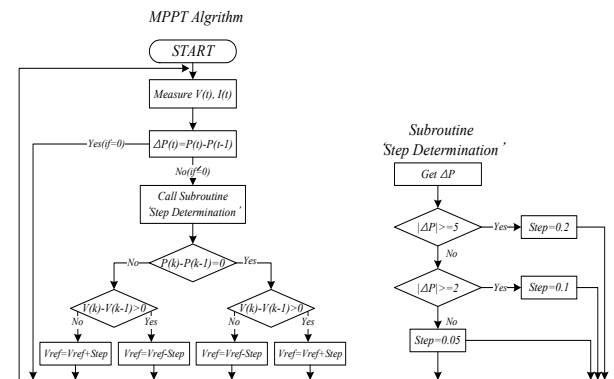 MPPT Algrithm
START
Measure V(t), I(t)
Yes(if=0)
ΔP(t)=P(t)-P(t-1)
No(if≠0)
Call Subroutine
'Step Determination'
No
P(k)-P(k-1)=0
Yes
V(k)-V(k-1)>0
V(k)-V(k-1)>0
No
Yes
No
Yes
Vref=Vref+Step
Vref=Vref-Step
Vref=Vref-Step
Vref=Vref+Step
Subroutine
'Step Determination'
Get ΔP
|ΔP|>=5
Yes
Step=0.2
No
|ΔP|>=2
Yes
Step=0.1
No
Step=0.05